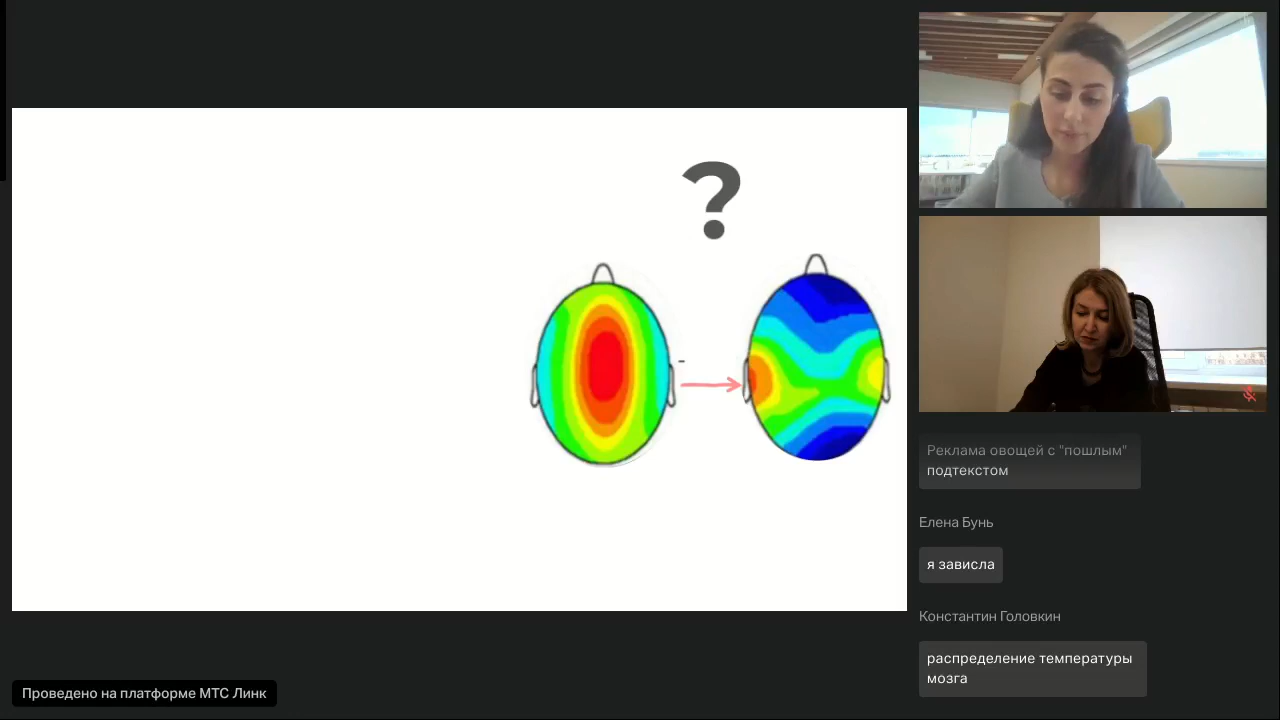 ?
Реклама овощей с "пошлым"
подтекстом
Елена Бунь
я зависла
Константин Головкин
распределение температуры
мозга
Проведено на платформе МТС Линк